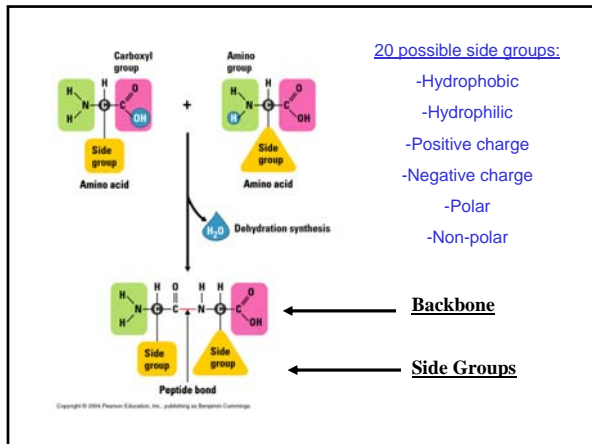 Carboxyl
group
Amino
group
H
H
N
C
C
O
OH
H
Side
group
Amino acid
+
H
H
N
C
C
O
OH
H
Side
group
Amino acid
H₂O
Dehydration synthesis
H
H
N
H
C
O
C
H
N
H
C
C
O
OH
Side
group
Side
group
Peptide bond
20 possible side groups:
-Hydrophobic
-Hydrophilic
-Positive charge
-Negative charge
-Polar
-Non-polar
Backbone
Side Groups
Copyright © 2004 Pearson Education, Inc., publishing as Benjamin Cummings.